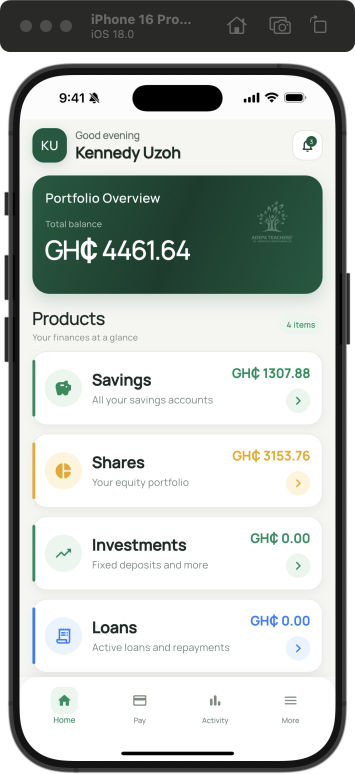 iPhone 16 Pro...
iOS 18.0
9:41
KU
Good evening
Kennedy Uzoh
3
Portfolio Overview
Total balance
GH₵ 4461.64
ADEPA TEACHERS'
Products
4 items
Your finances at a glance
Savings
GH₵ 1307.88
All your savings accounts
Shares
GH₵ 3153.76
Your equity portfolio
Investments
GH₵ 0.00
Fixed deposits and more
Loans
GH₵ 0.00
Active loans and repayments
Home
Pay
Activity
More